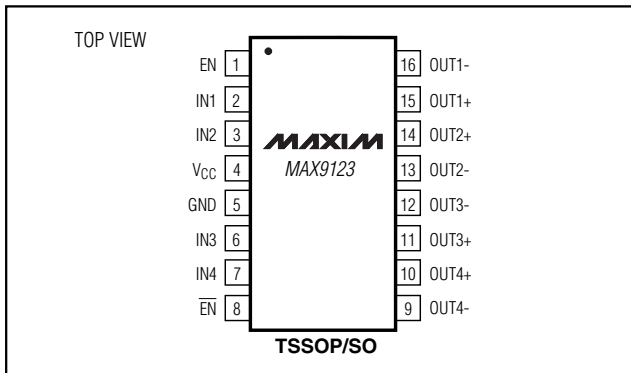 TOP VIEW
EN 1
IN1 2
IN2 3
VCC 4
GND 5
IN3 6
IN4 7
E̅N̅ 8
MAXIM
MAX9123
16 OUT1-
15 OUT1+
14 OUT2+
13 OUT2-
12 OUT3-
11 OUT3+
10 OUT4+
9 OUT4-
TSSOP/SO